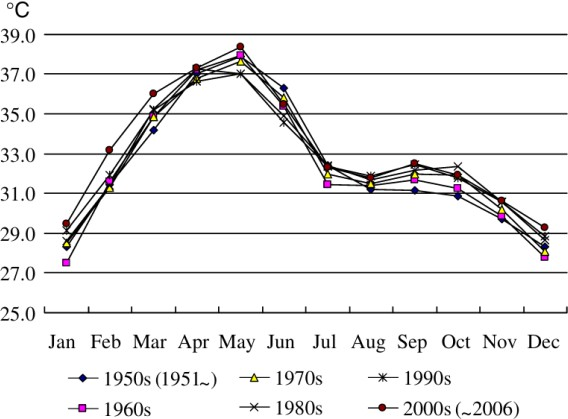 °C
39.0
37.0
35.0
33.0
31.0
29.0
27.0
25.0
Jan Feb Mar Apr May Jun Jul Aug Sep Oct Nov Dec
1950s (1951~) 1970s 1990s
1960s 1980s 2000s (~2006)